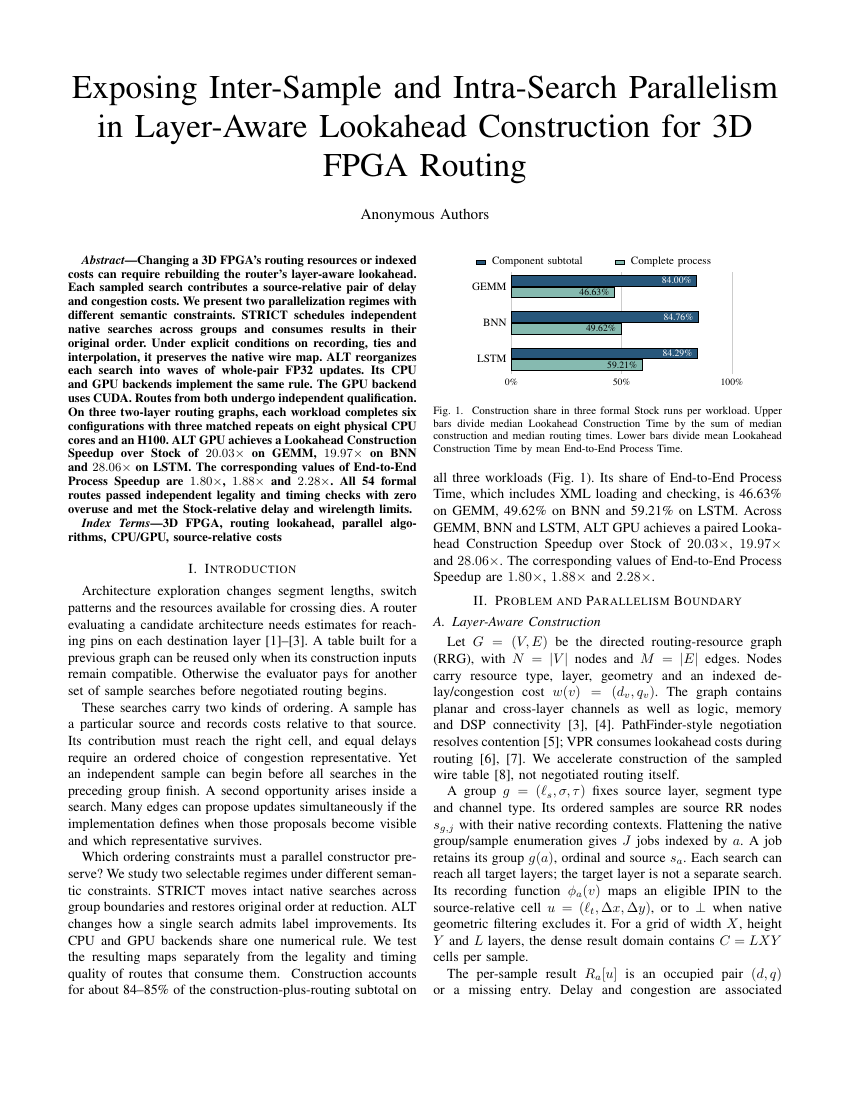 Exposing Inter-Sample and Intra-Search Parallelism
in Layer-Aware Lookahead Construction for 3D
FPGA Routing
Anonymous Authors
Abstract—Changing a 3D FPGA's routing resources or indexed
costs can require rebuilding the router's layer-aware lookahead.
Each sampled search contributes a source-relative pair of delay
and congestion costs. We present two parallelization regimes with
different semantic constraints. STRICT schedules independent
native searches across groups and consumes results in their
original order. Under explicit conditions on recording, ties and
interpolation, it preserves the native wire map. ALT reorganizes
each search into waves of whole-pair FP32 updates. Its CPU
and GPU backends implement the same rule. The GPU backend
uses CUDA. Routes from both undergo independent qualification.
On three two-layer routing graphs, each workload completes six
configurations with three matched repeats on eight physical CPU
cores and an H100. ALT GPU achieves a Lookahead Construction
Speedup over Stock of 20.03× on GEMM, 19.97× on BNN
and 28.06× on LSTM. The corresponding values of End-to-End
Process Speedup are 1.80×, 1.88× and 2.28×. All 54 formal
routes passed independent legality and timing checks with zero
overuse and met the Stock-relative delay and wirelength limits.
Index Terms—3D FPGA, routing lookahead, parallel algo-
rithms, CPU/GPU, source-relative costs
I. INTRODUCTION
Architecture exploration changes segment lengths, switch
patterns and the resources available for crossing dies. A router
evaluating a candidate architecture needs estimates for reach-
ing pins on each destination layer [1]–[3]. A table built for a
previous graph can be reused only when its construction inputs
remain compatible. Otherwise the evaluator pays for another
set of sample searches before negotiated routing begins.
These searches carry two kinds of ordering. A sample has
a particular source and records costs relative to that source.
Its contribution must reach the right cell, and equal delays
require an ordered choice of congestion representative. Yet
an independent sample can begin before all searches in the
preceding group finish. A second opportunity arises inside a
search. Many edges can propose updates simultaneously if the
implementation defines when those proposals become visible
and which representative survives.
Which ordering constraints must a parallel constructor pre-
serve? We study two selectable regimes under different seman-
tic constraints. STRICT moves intact native searches across
group boundaries and restores original order at reduction. ALT
changes how a single search admits label improvements. Its
CPU and GPU backends share one numerical rule. We test
the resulting maps separately from the legality and timing
quality of routes that consume them. Construction accounts
for about 84–85% of the construction-plus-routing subtotal on
Component subtotal Complete process
GEMM 84.00%
46.63%
BNN 84.76%
49.62%
LSTM 84.29%
59.21%
0% 50% 100%
Fig. 1. Construction share in three formal Stock runs per workload. Upper
bars divide median Lookahead Construction Time by the sum of median
construction and median routing times. Lower bars divide mean Lookahead
Construction Time by mean End-to-End Process Time.
all three workloads (Fig. 1). Its share of End-to-End Process
Time, which includes XML loading and checking, is 46.63%
on GEMM, 49.62% on BNN and 59.21% on LSTM. Across
GEMM, BNN and LSTM, ALT GPU achieves a paired Looka-
head Construction Speedup over Stock of 20.03×, 19.97×
and 28.06×. The corresponding values of End-to-End Process
Speedup are 1.80×, 1.88× and 2.28×.
II. PROBLEM AND PARALLELISM BOUNDARY
A. Layer-Aware Construction
Let G = (V, E) be the directed routing-resource graph
(RRG), with N = |V| nodes and M = |E| edges. Nodes
carry resource type, layer, geometry and an indexed de-
lay/congestion cost w(v) = (d_v, q_v). The graph contains
planar and cross-layer channels as well as logic, memory
and DSP connectivity [3], [4]. PathFinder-style negotiation
resolves contention [5]; VPR consumes lookahead costs during
routing [6], [7]. We accelerate construction of the sampled
wire table [8], not negotiated routing itself.
A group g = (ℓ_s, σ, τ) fixes source layer, segment type
and channel type. Its ordered samples are source RR nodes
s_{g,j} with their native recording contexts. Flattening the native
group/sample enumeration gives J jobs indexed by a. A job
retains its group g(a), ordinal and source s_a. Each search can
reach all target layers; the target layer is not a separate search.
Its recording function ϕ_a(v) maps an eligible IPIN to the
source-relative cell u = (ℓ_t, Δx, Δy), or to ⊥ when native
geometric filtering excludes it. For a grid of width X, height
Y and L layers, the dense result domain contains C = LXY
cells per sample.
The per-sample result R_a[u] is an occupied pair (d, q)
or a missing entry. Delay and congestion are associated